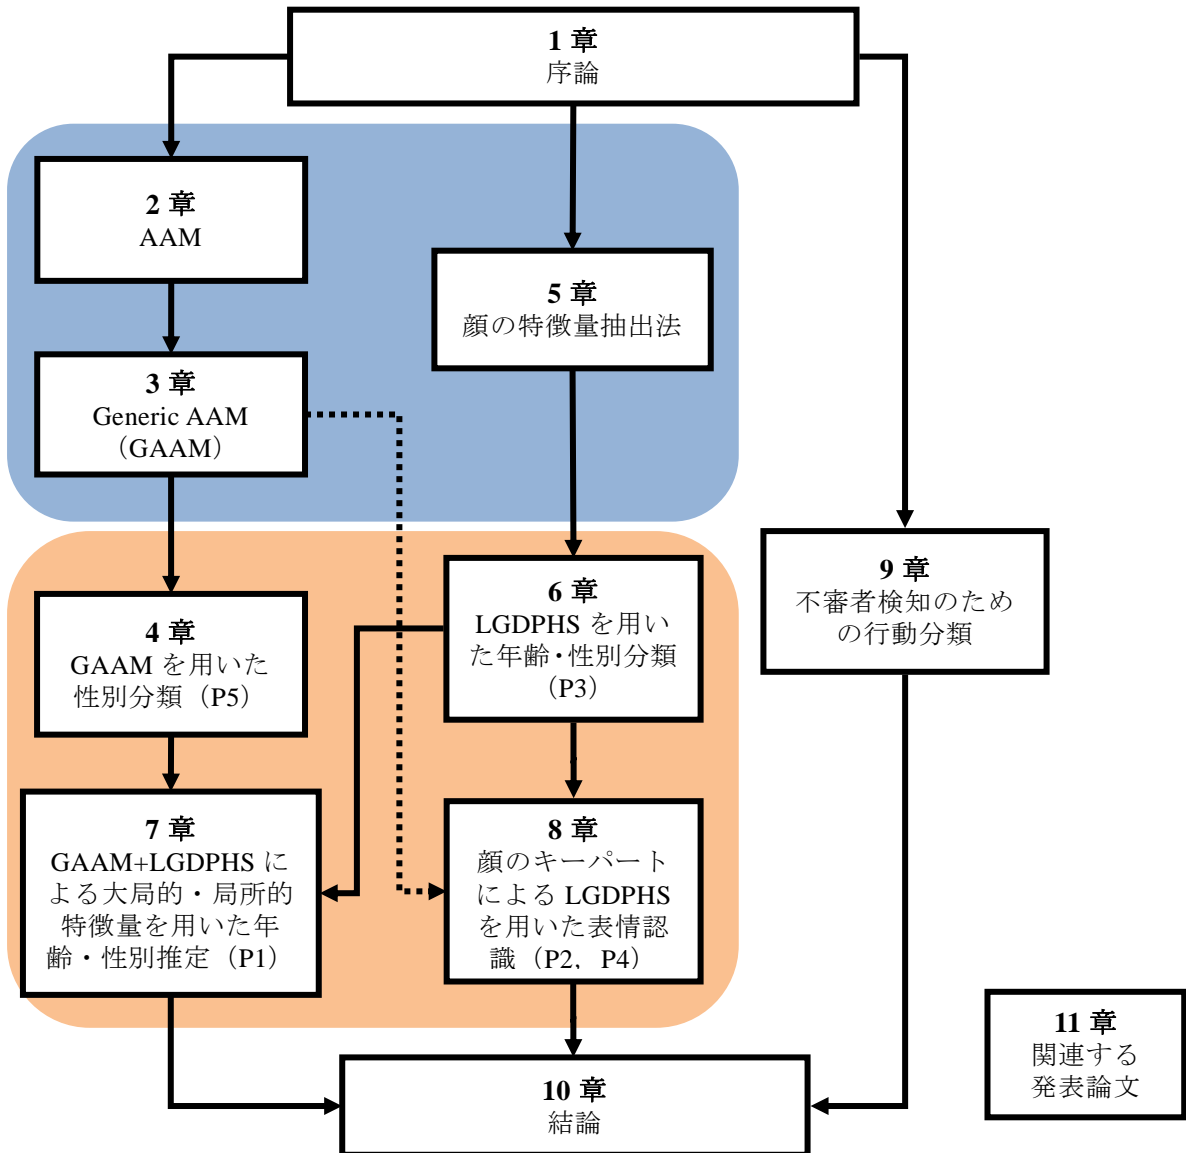 1 章
序論
2 章
AAM
3 章
Generic AAM
（GAAM）
5 章
顔の特徴量抽出法
4 章
GAAM を用いた
性別分類（P5）
6 章
LGDPHS を用い
た年齢・性別分類
（P3）
9 章
不審者検知のため
の行動分類
7 章
GAAM+LGDPHS に
よる大局的・局所的
特徴量を用いた年
齢・性別推定（P1）
8 章
顔のキーパート
による LGDPHS
を用いた表情認
識（P2，P4）
10 章
結論
11 章
関連する
発表論文